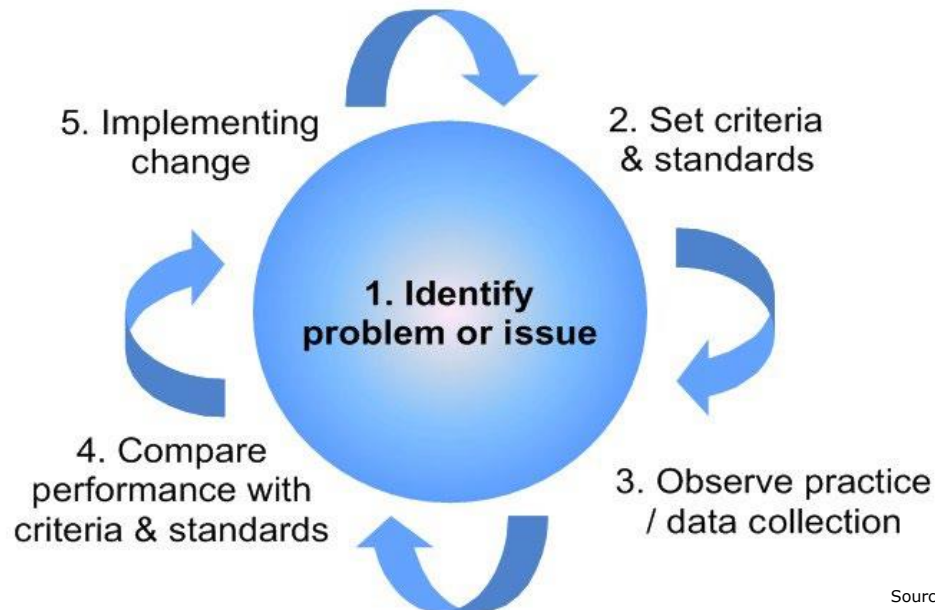 1. Identify
problem or issue
2. Set criteria
& standards
3. Observe practice
/ data collection
4. Compare
performance with
criteria & standards
5. Implementing
change
Sourc